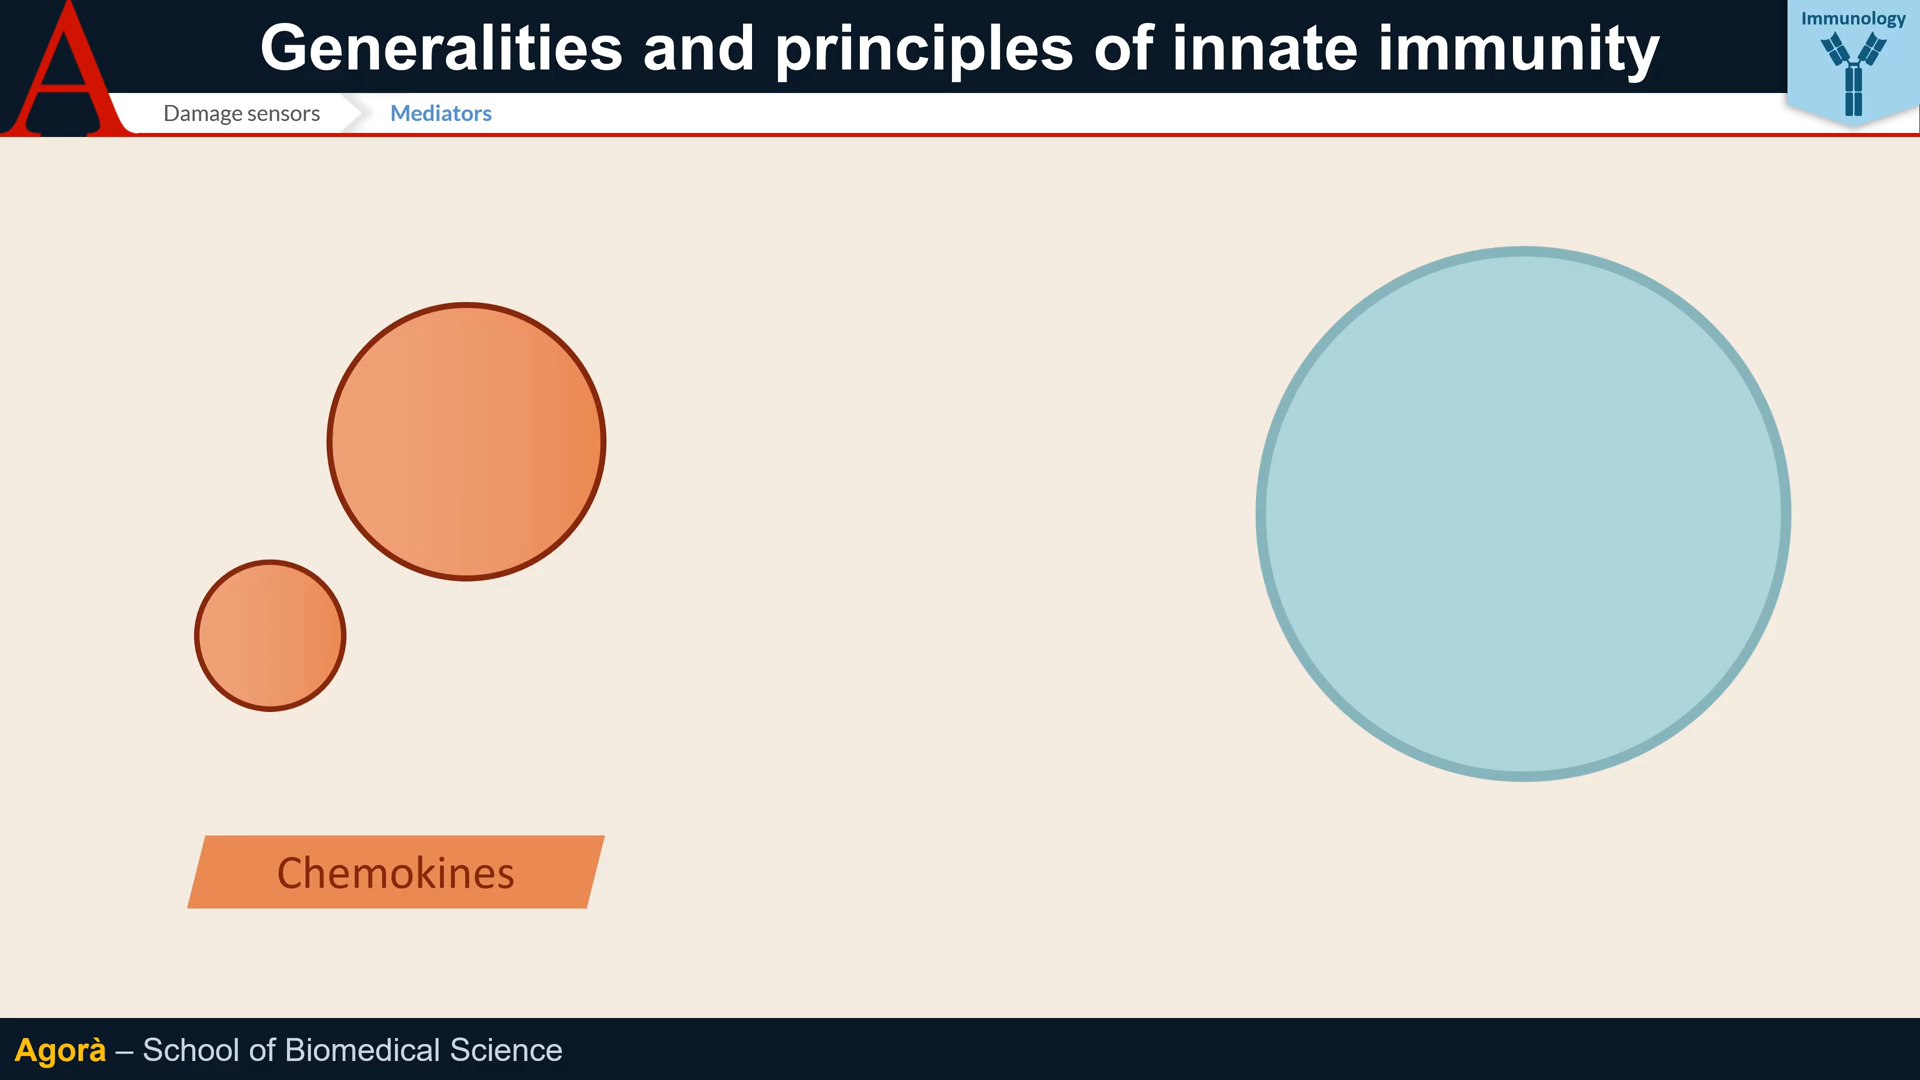 Generalities and principles of innate immunity
Immunology
A
Damage sensors
Mediators
Chemokines
Agorà – School of Biomedical Science